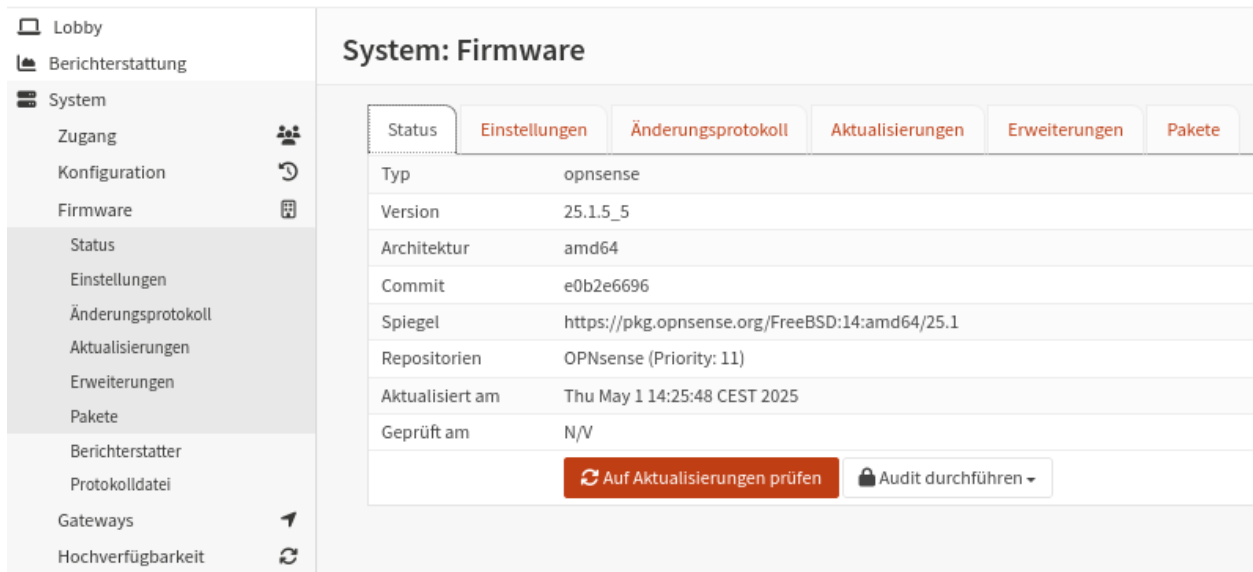 Lobby
Berichterstattung
System
Zugang
Konfiguration
Firmware
Status
Einstellungen
Änderungsprotokoll
Aktualisierungen
Erweiterungen
Pakete
Berichterstatter
Protokolldatei
Gateways
Hochverfügbarkeit
System: Firmware
Status Einstellungen Änderungsprotokoll Aktualisierungen Erweiterungen Pakete
Typ opnsense
Version 25.1.5_5
Architektur amd64
Commit e0b2e6696
Spiegel https://pkg.opnsense.org/FreeBSD:14:amd64/25.1
Repositorien OPNsense (Priority: 11)
Aktualisiert am Thu May 1 14:25:48 CEST 2025
Geprüft am N/V
Auf Aktualisierungen prüfen Audit durchführen